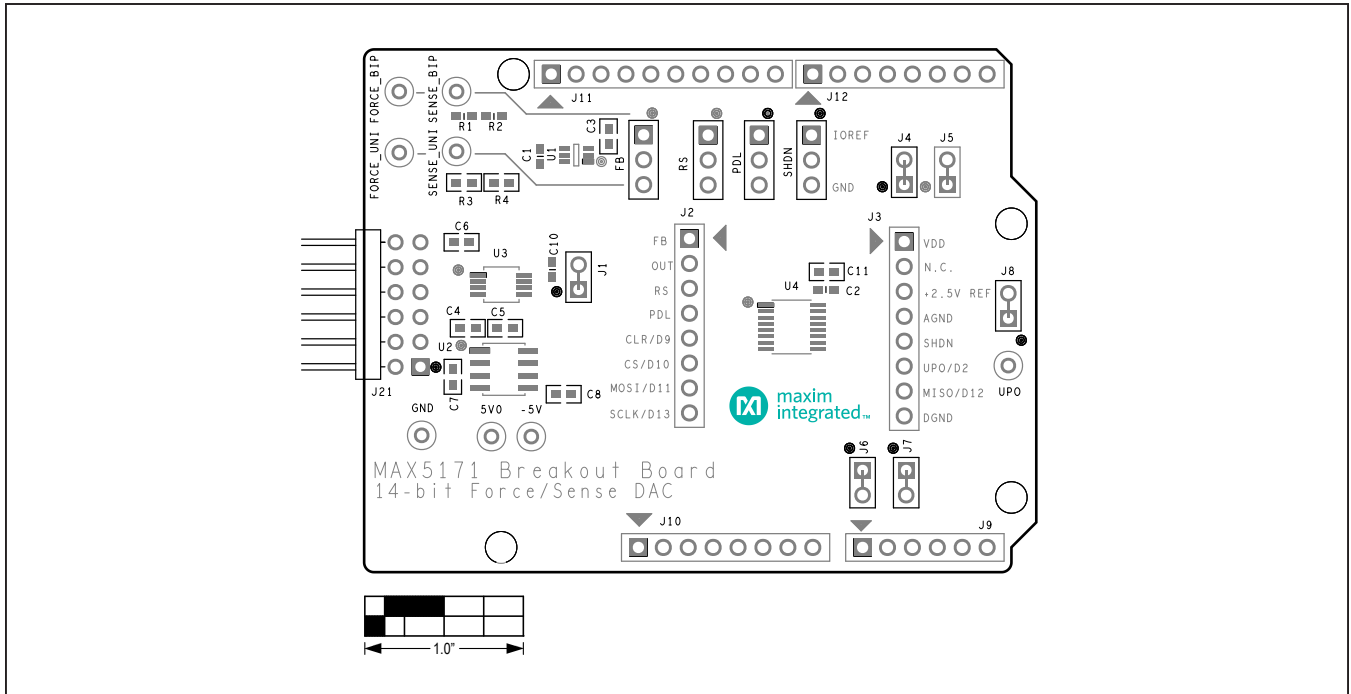 FORCE_BIP
SENSE_BIP
J11
J12
R1
R2
C3
FORCE_UNI
SENSE_UNI
C1
U1
FB
RS
PDL
SHDN
IOREF
GND
J4
J5
R3
R4
C6
U3
C10
J1
J2
FB
OUT
RS
PDL
CLR/D9
CS/D10
MOSI/D11
SCLK/D13
C11
C2
U4
J3
VDD
N.C.
+2.5V REF
AGND
SHDN
UPO/D2
MISO/D12
DGND
J8
UPO
C4
C5
U2
J21
C7
C8
GND
5V0
-5V
maxim
integrated™
J6
J7
MAX5171 Breakout Board
14-bit Force/Sense DAC
J10
J9
1.0"